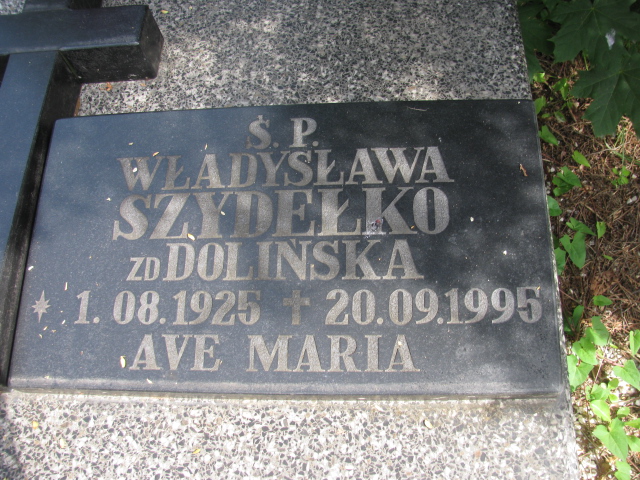 Ś. P.
WŁADYSŁAWA
SZYDEŁKO
ZD DOLIŃSKA
* 1. 08. 1925 ✝ 20.09.1995
AVE MARIA